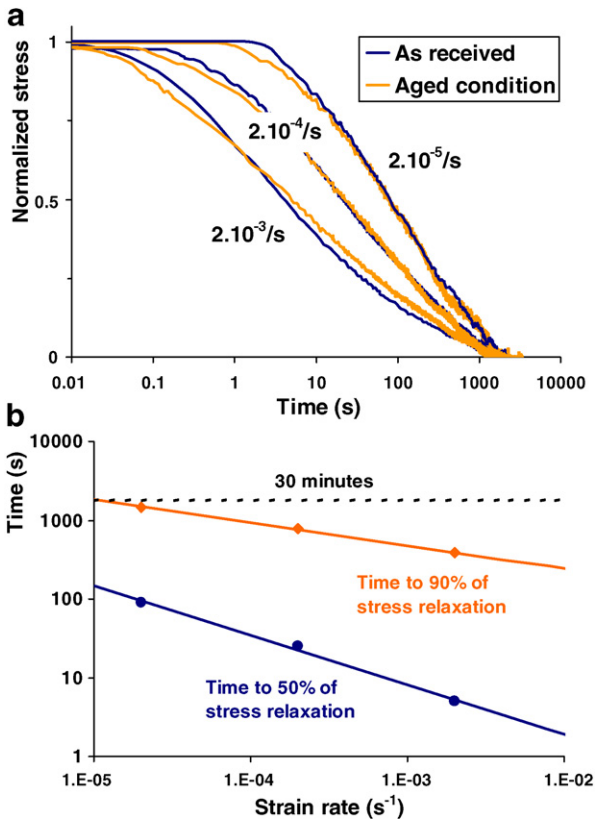 a
Normalized stress
1
0.5
0
As received
Aged condition
2.10⁻⁴/s
2.10⁻⁵/s
2.10⁻³/s
0.01 0.1 1 10 100 1000 10000
Time (s)
b
Time (s)
10000
1000
100
10
1
30 minutes
Time to 90% of
stress relaxation
Time to 50% of
stress relaxation
1.E-05 1.E-04 1.E-03 1.E-02
Strain rate (s⁻¹)